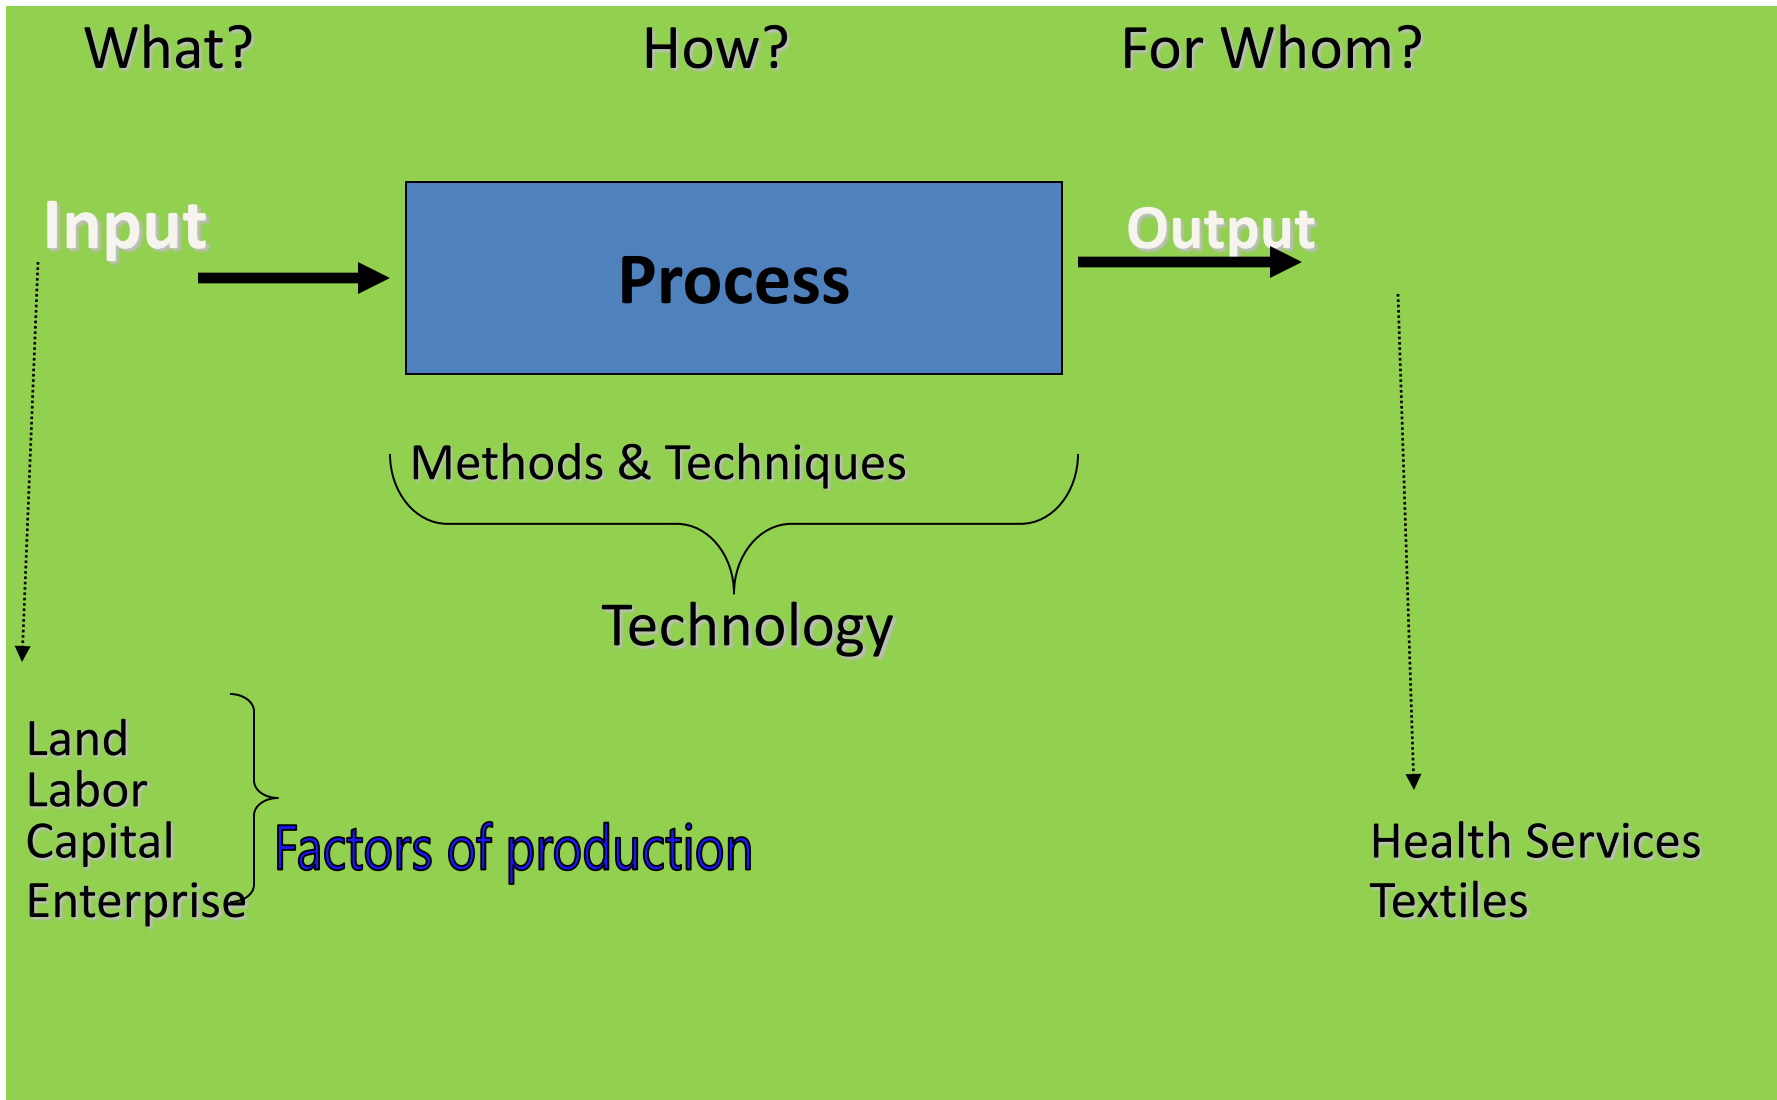 What?
How?
For Whom?
Input
Process
Output
Methods & Techniques
Technology
Land
Labor
Capital
Enterprise
Factors of production
Health Services
Textiles